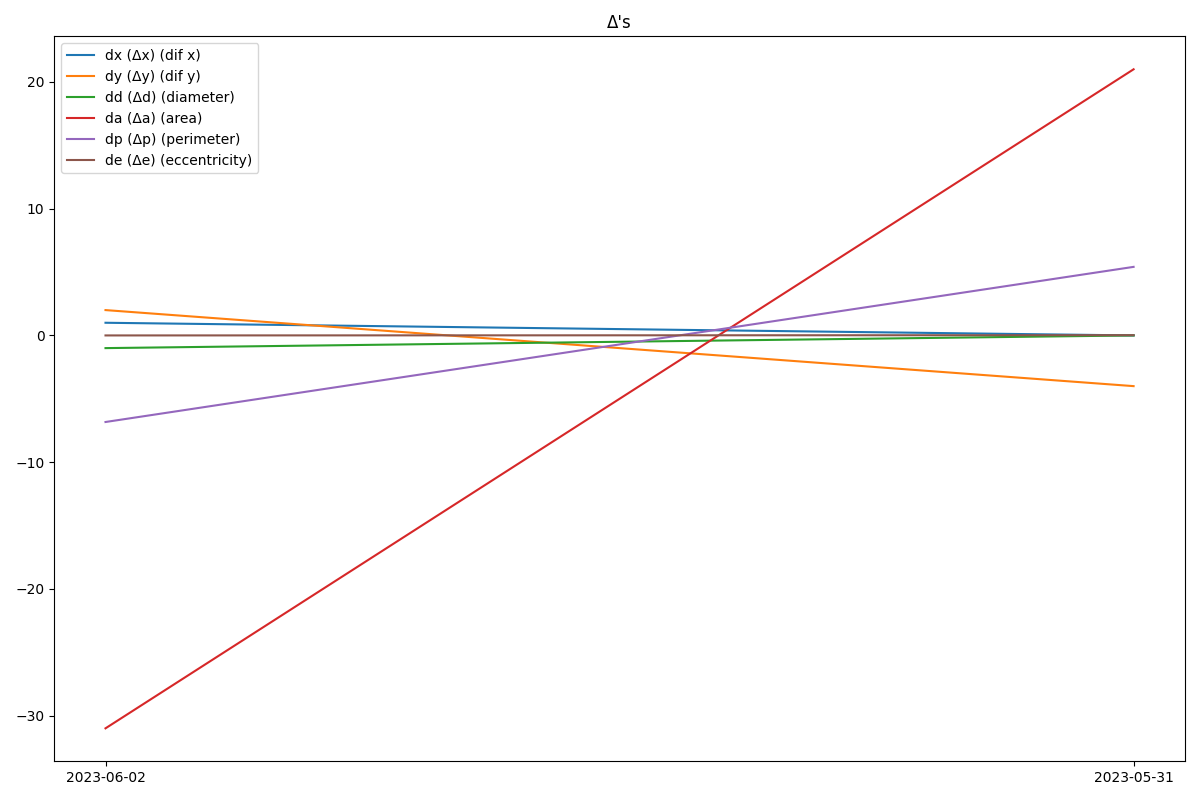 Δ's
dx (Δx) (dif x)
dy (Δy) (dif y)
dd (Δd) (diameter)
da (Δa) (area)
dp (Δp) (perimeter)
de (Δe) (eccentricity)
20
10
0
−10
−20
−30
2023-06-02 2023-05-31